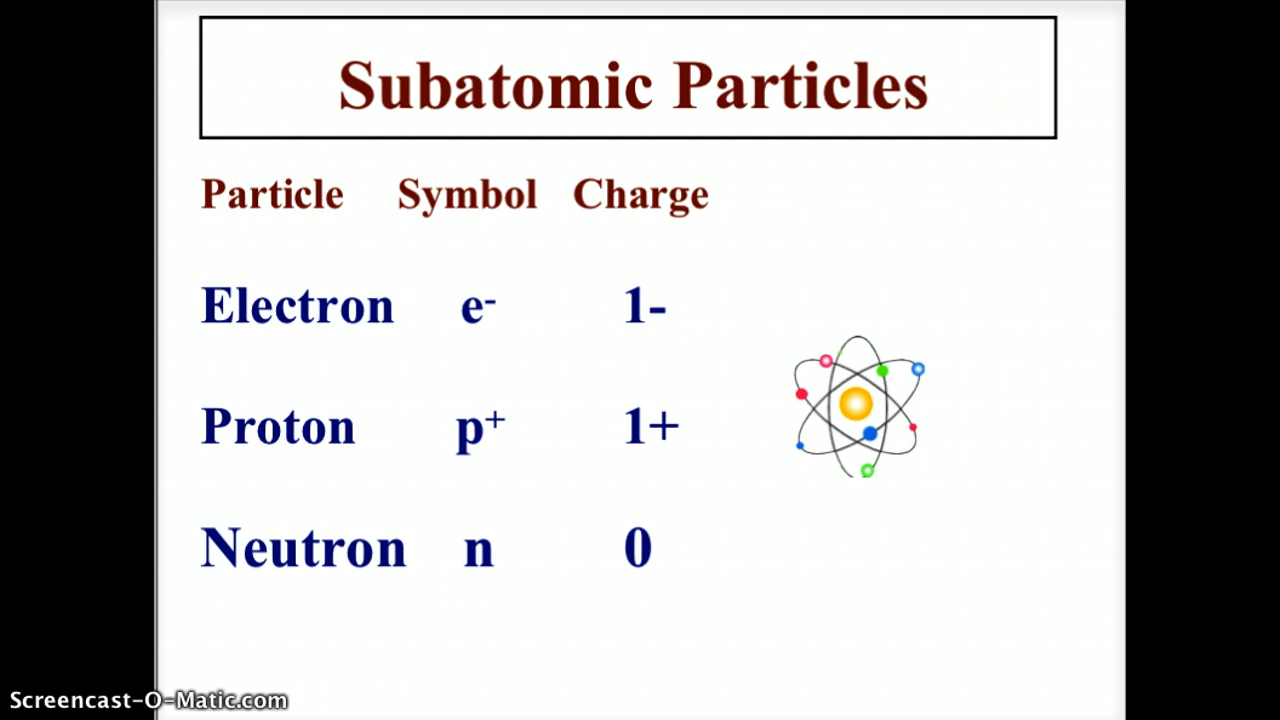 Subatomic Particles
Particle Symbol Charge
Electron e⁻ 1-
Proton p⁺ 1+
Neutron n 0
Screencast-O-Matic.com